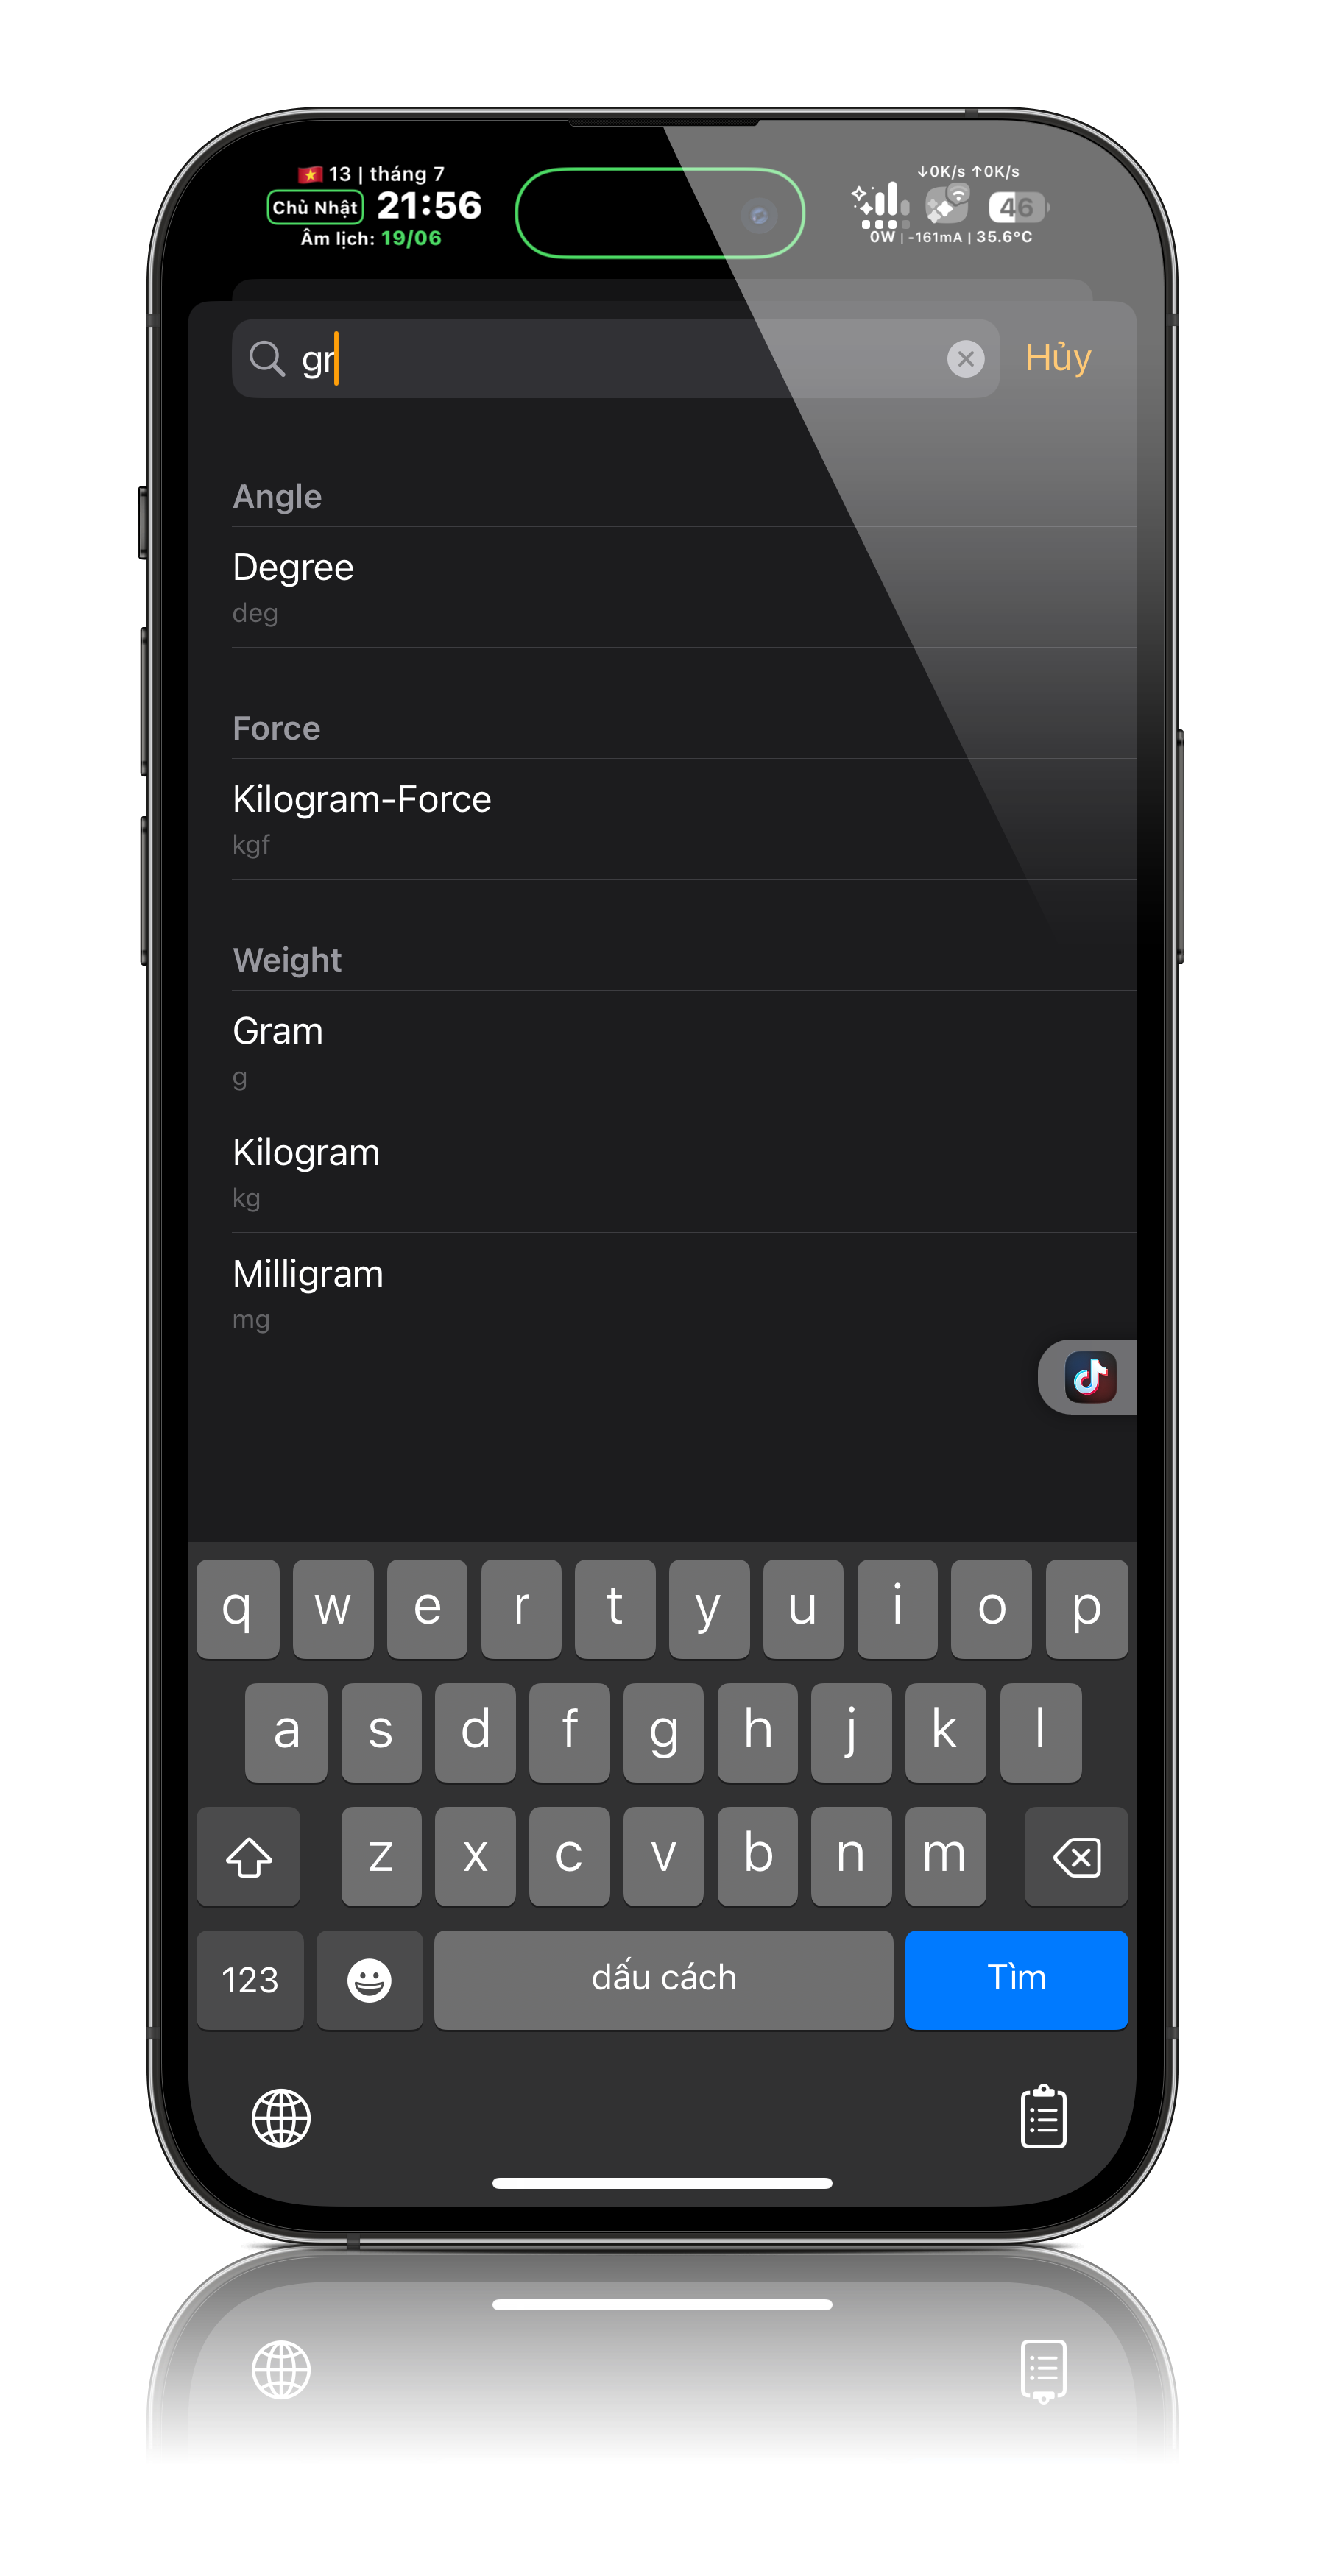 🇻🇳 13 | tháng 7
Chủ Nhật 21:56
Âm lịch: 19/06
↓0K/s ↑0K/s
46
0W | -161mA | 35.6°C
gr
Hủy
Angle
Degree
deg
Force
Kilogram-Force
kgf
Weight
Gram
g
Kilogram
kg
Milligram
mg
q w e r t y u i o p
a s d f g h j k l
z x c v b n m
123 dấu cách Tìm